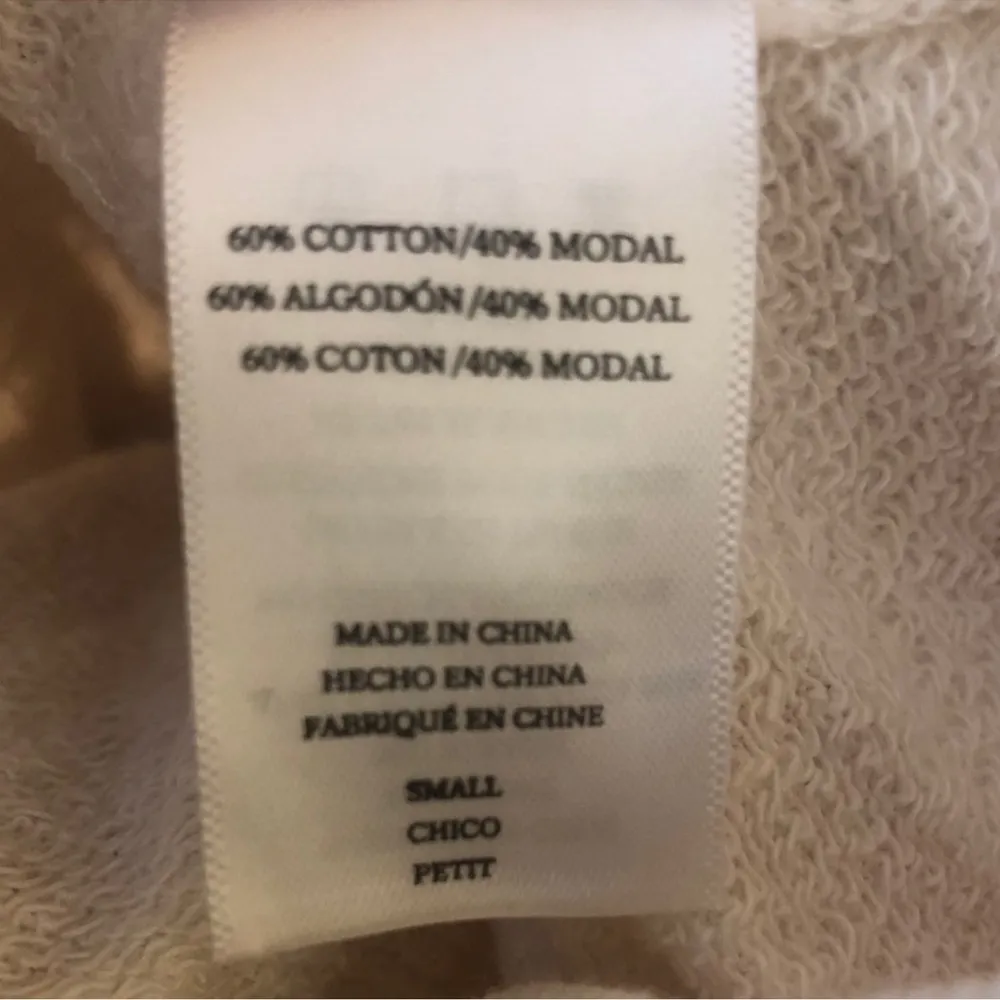 60% COTTON/40% MODAL
60% ALGODÓN/40% MODAL
60% COTON/40% MODAL
MADE IN CHINA
HECHO EN CHINA
FABRIQUÉ EN CHINE
SMALL
CHICO
PETIT